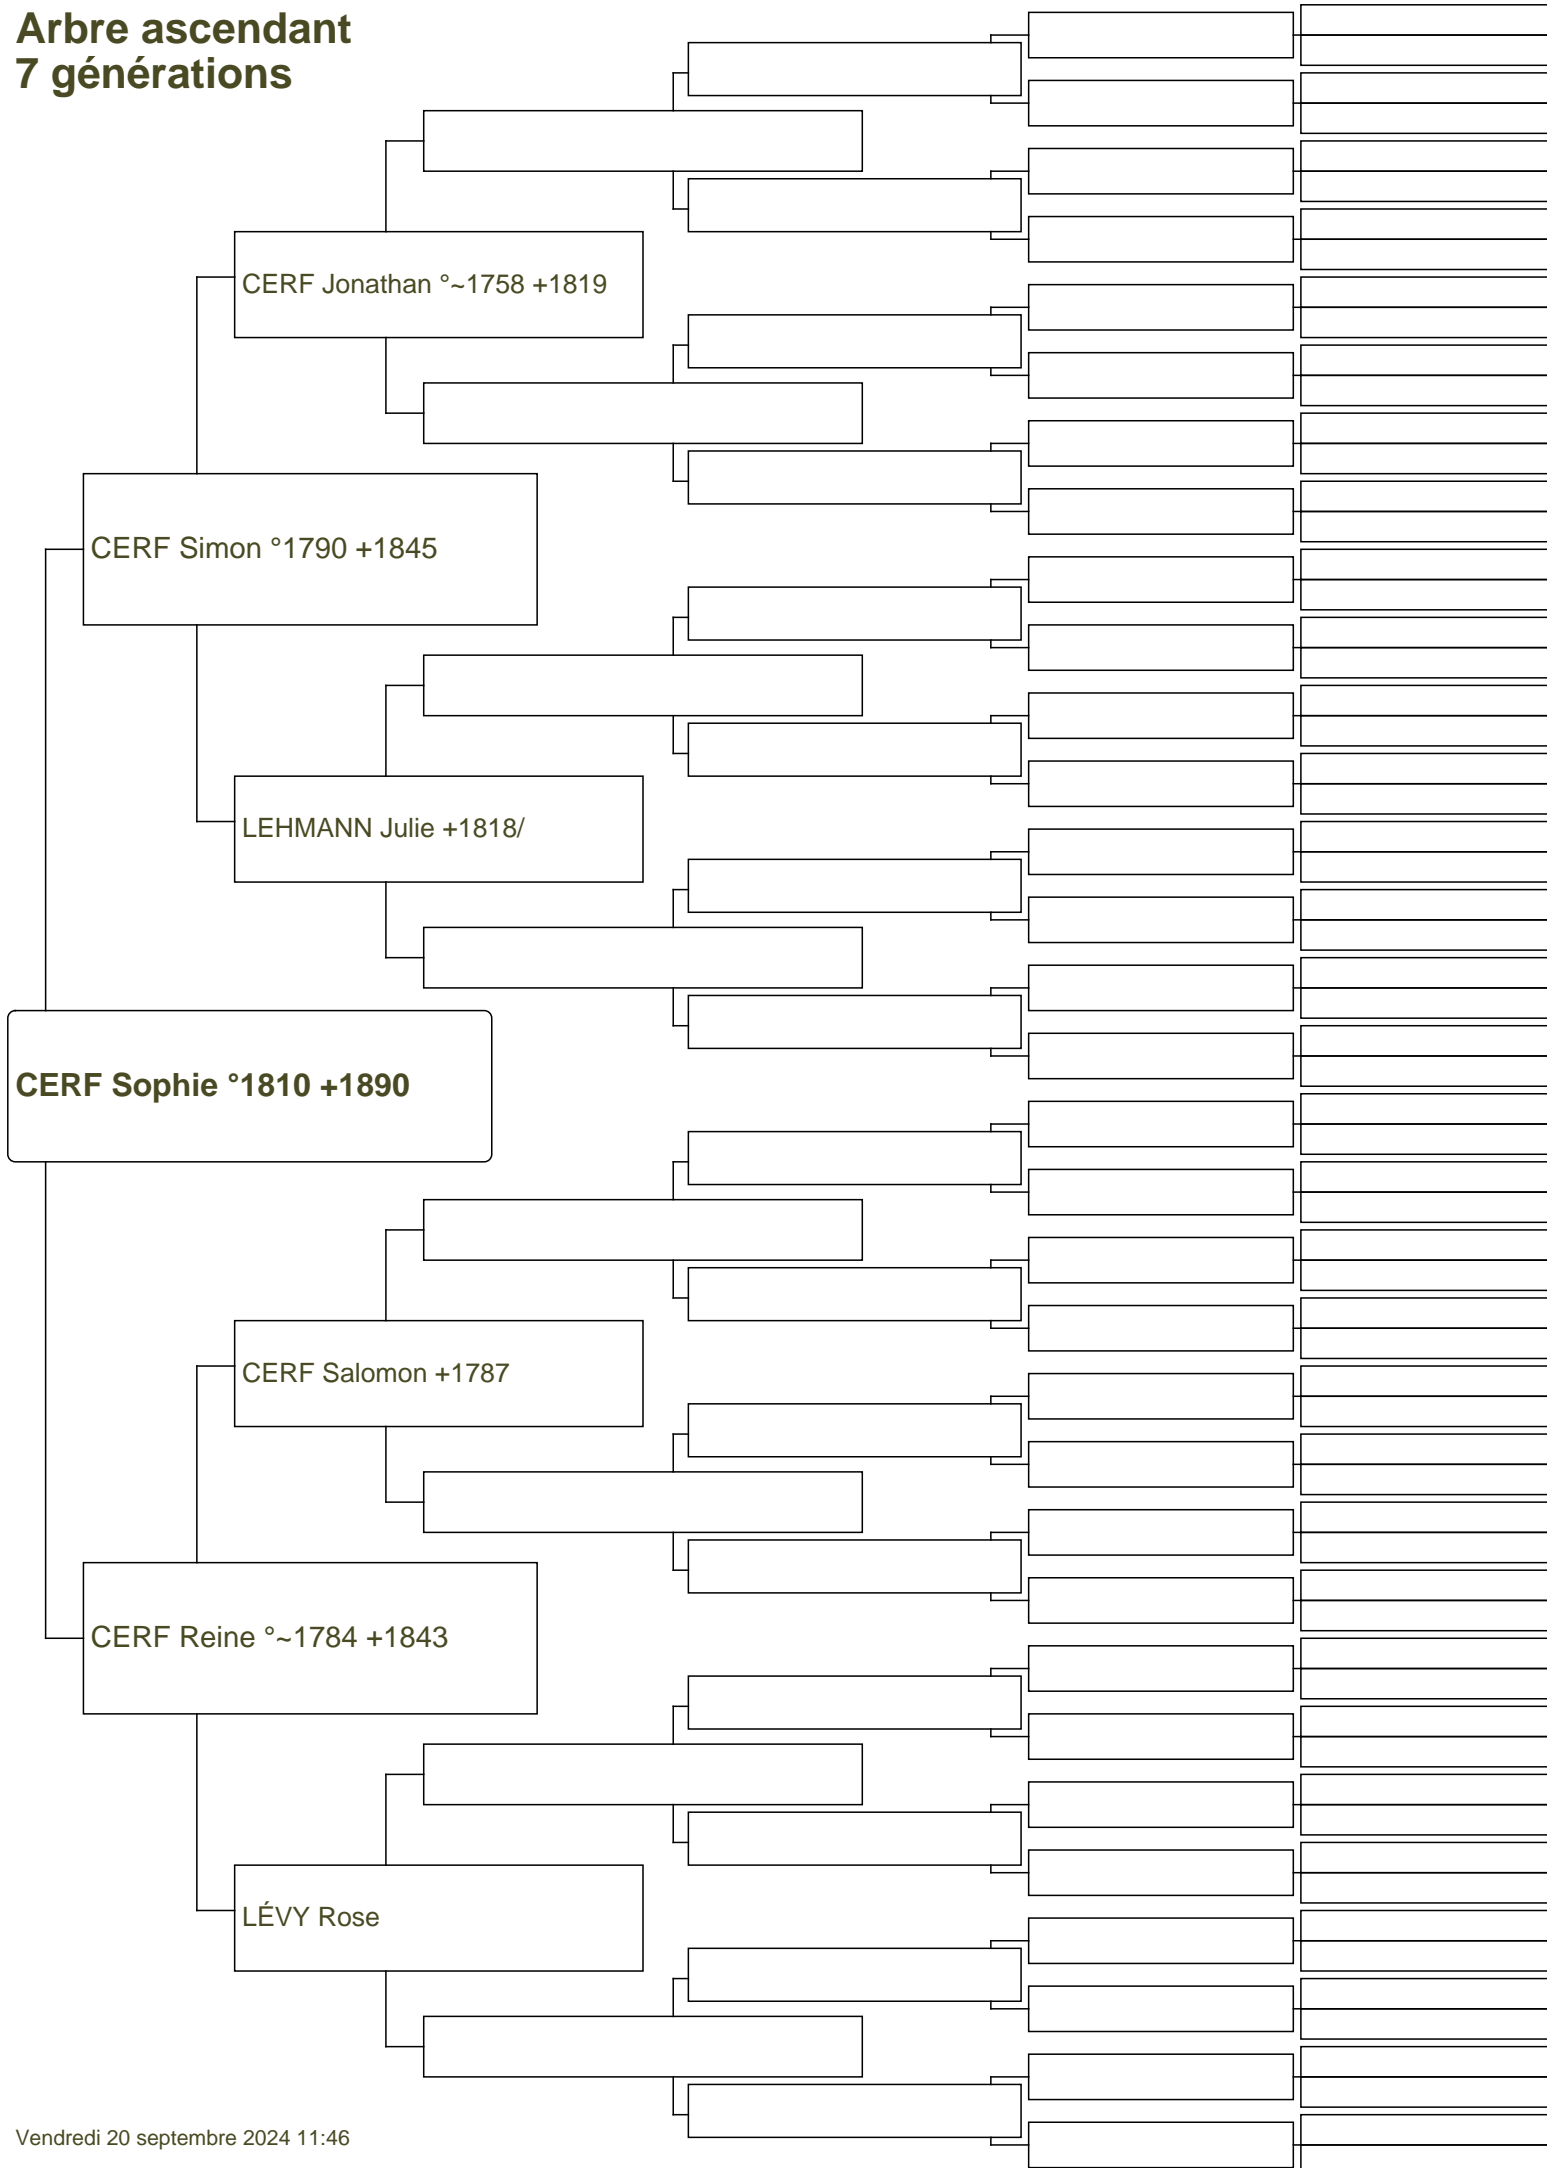 Arbre ascendant
7 générations
CERF Jonathan °~1758 +1819
CERF Simon °1790 +1845
LEHMANN Julie +1818/
CERF Sophie °1810 +1890
CERF Salomon +1787
CERF Reine °~1784 +1843
LÉVY Rose
Vendredi 20 septembre 2024 11:46